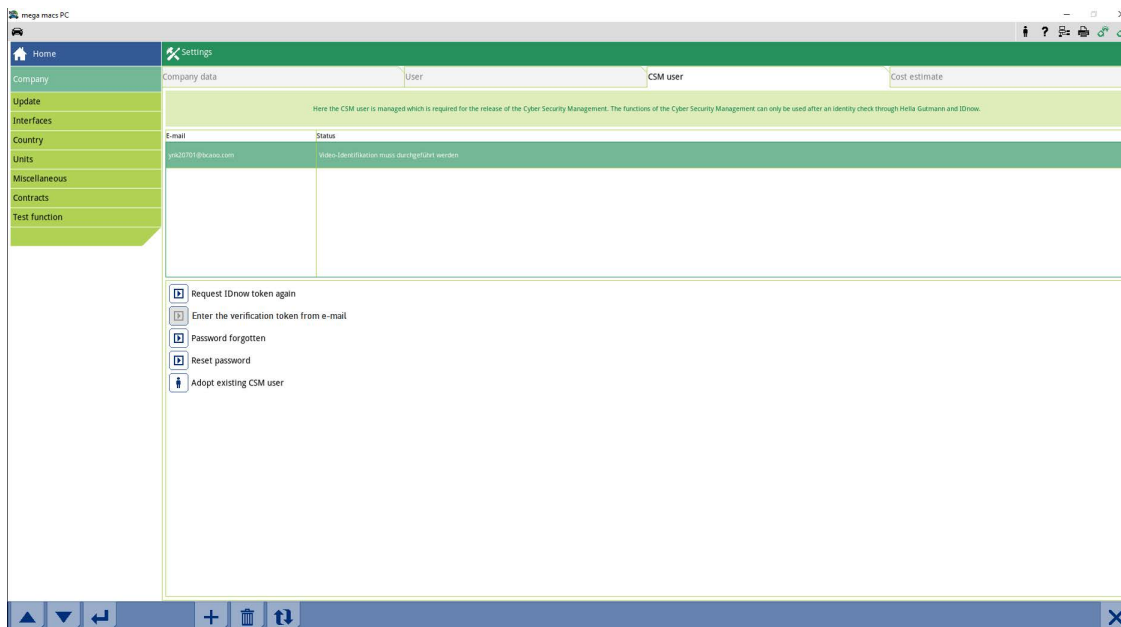 mega macs PC
Home
Settings
Company
Company data
User
CSM user
Cost estimate
Update
Interfaces
Country
Units
Miscellaneous
Contracts
Test function
Here the CSM user is managed which is required for the release of the Cyber Security Management. The functions of the Cyber Security Management can only be used after an identity check through Hella Gutmann and IDnow.
E-mail
Status
Video-Identifikation muss durchgeführt werden
Request IDnow token again
Enter the verification token from e-mail
Password forgotten
Reset password
Adopt existing CSM user